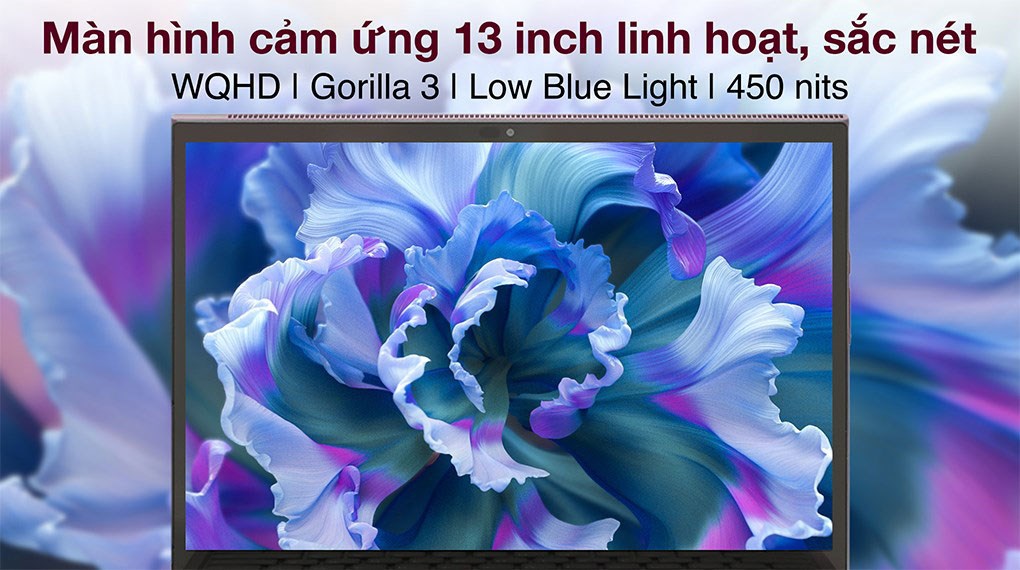 Màn hình cảm ứng 13 inch linh hoạt, sắc nét
WQHD | Gorilla 3 | Low Blue Light | 450 nits